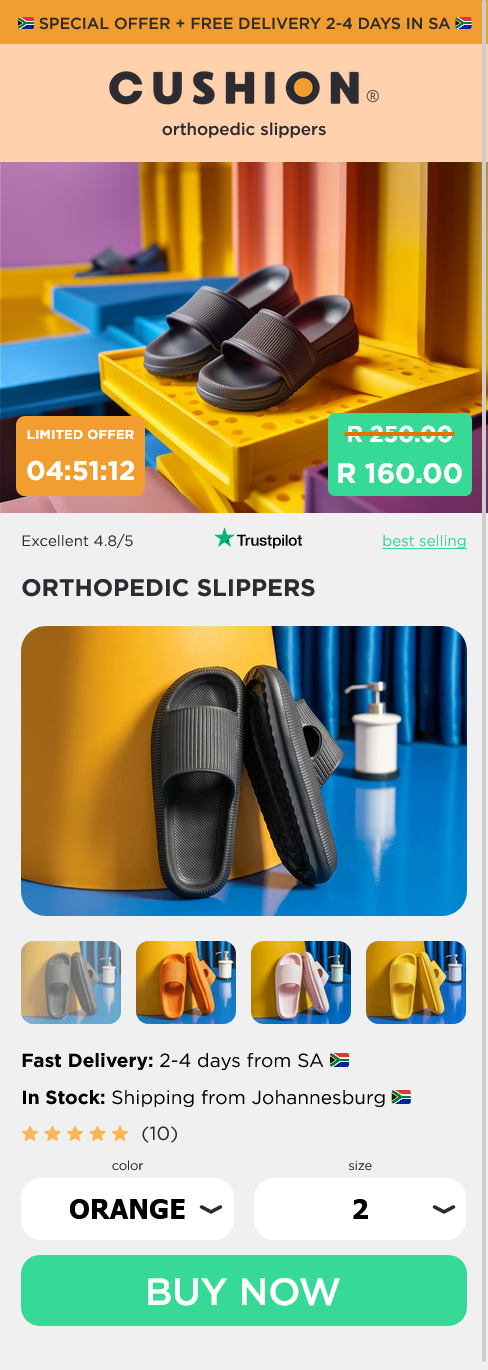 🇿🇦 SPECIAL OFFER + FREE DELIVERY 2-4 DAYS IN SA 🇿🇦
CUSHION®
orthopedic slippers
LIMITED OFFER
04:51:12
R 250.00
R 160.00
Excellent 4.8/5
Trustpilot
best selling
ORTHOPEDIC SLIPPERS
Fast Delivery: 2-4 days from SA 🇿🇦
In Stock: Shipping from Johannesburg 🇿🇦
(10)
color
size
ORANGE
2
BUY NOW